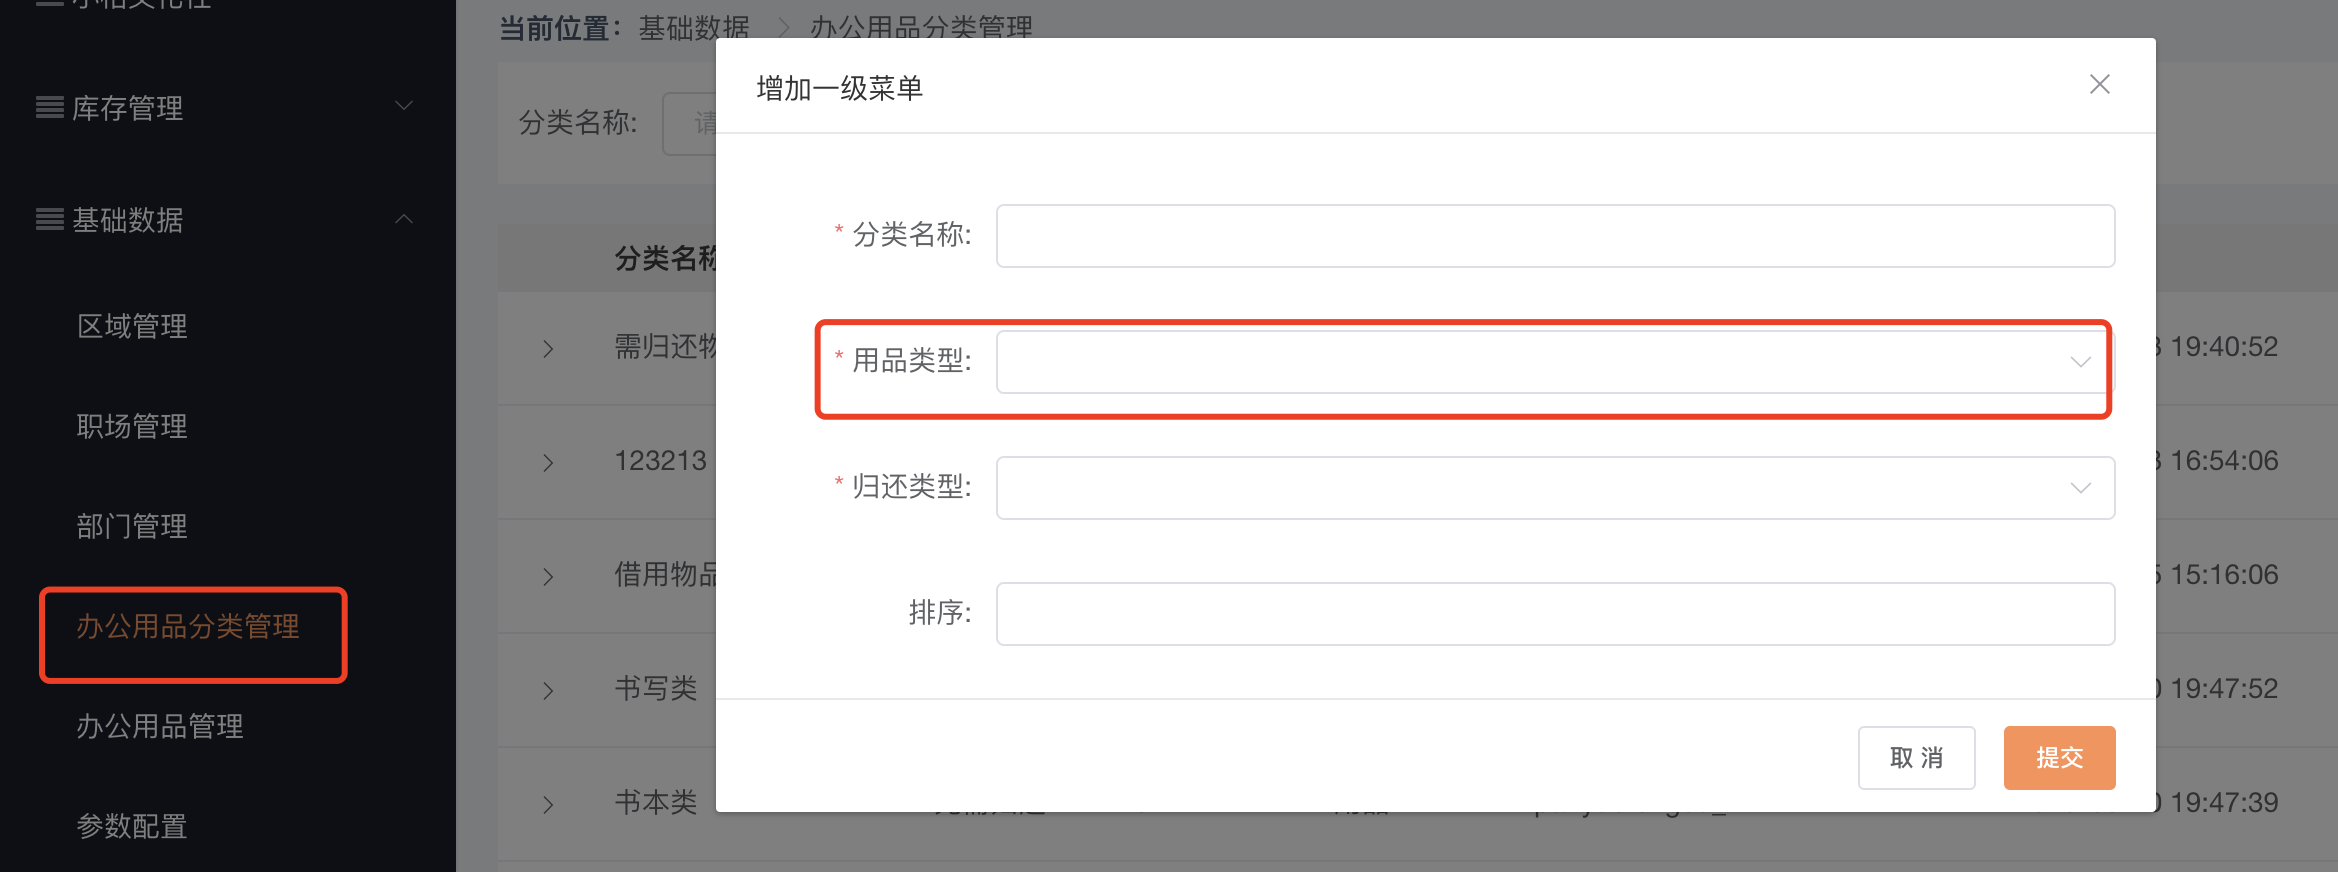 库存管理
基础数据
区域管理
职场管理
部门管理
办公用品分类管理
办公用品管理
参数配置
当前位置： 基础数据 办公用品分类管理
分类名称: 请
分类名称
需归还物 19:40:52
123213 16:54:06
借用物品 15:16:06
书写类 19:47:52
书本类 19:47:39
增加一级菜单
* 分类名称:
* 用品类型:
* 归还类型:
排序:
取 消 提交